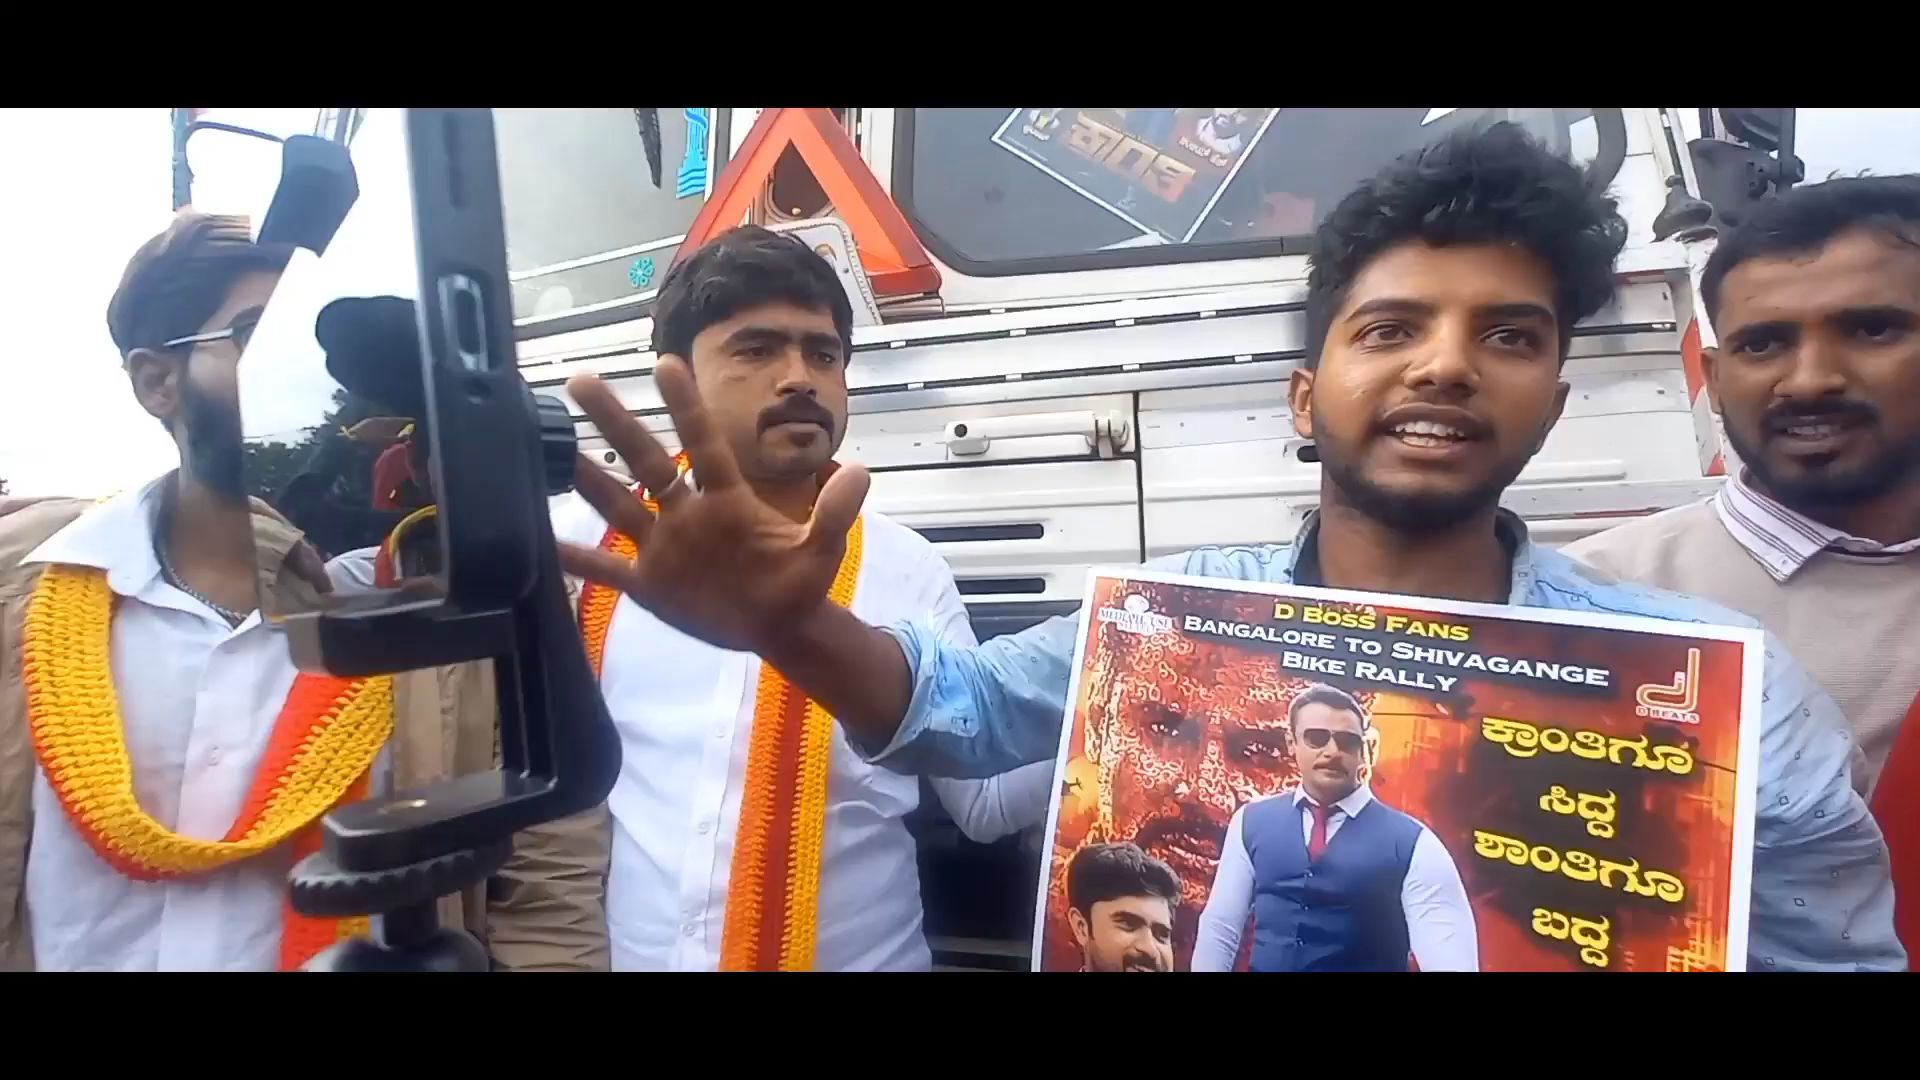 D BOSS FANS
BANGALORE TO SHIVAGANGE
BIKE RALLY
D BEATS
ಕ್ರಾಂತಿಗೂ
ಸಿದ್ದ
ಶಾಂತಿಗೂ
ಬದ್ದ